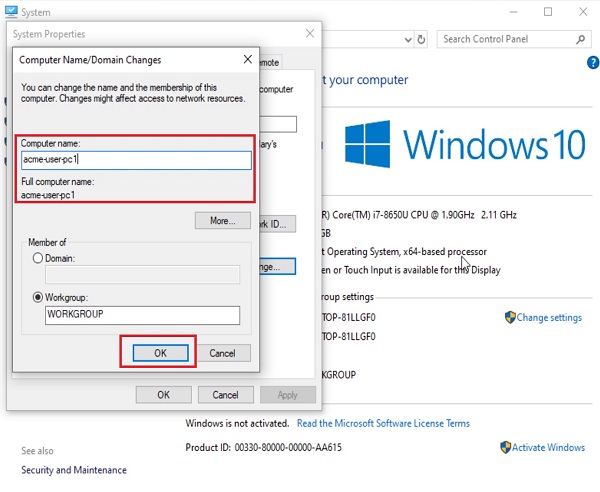 System
System Properties
Search Control Panel
Computer Name/Domain Changes
emote
t your computer
You can change the name and the membership of this
computer. Changes might affect access to network resources.
omputer
Computer name:
ary's
acme-user-pc1
Windows 10
Full computer name:
acme-user-pc1
R) Core(TM) i7-8650U CPU @ 1.90GHz 2.11 GHz
More...
rk ID...
GB
Member of
t Operating System, x64-based processor
Domain:
nge...
en or Touch Input is available for this Display
Workgroup:
roup settings
WORKGROUP
TOP-81LLGF0
Change settings
TOP-81LLGF0
OK
Cancel
KGROUP
OK
Cancel
Apply
Windows is not activated. Read the Microsoft Software License Terms
See also
Product ID: 00330-80000-00000-AA615
Activate Windows
Security and Maintenance